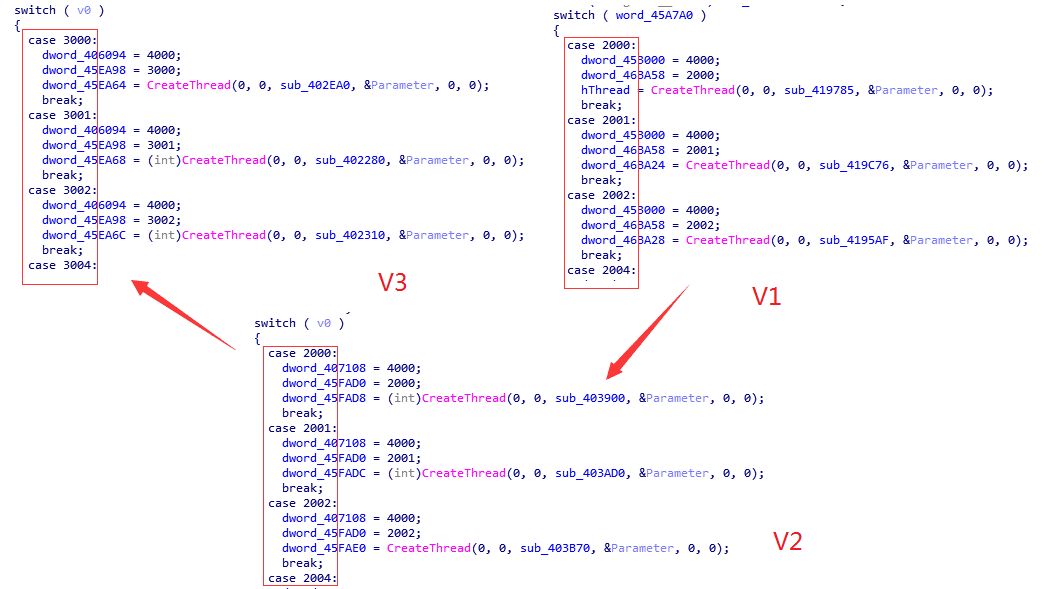 switch ( v0 )
{
case 3000:
dword_406094 = 4000;
dword_45EA98 = 3000;
dword_45EA64 = CreateThread(0, 0, sub_402EA0, &Parameter, 0, 0);
break;
case 3001:
dword_406094 = 4000;
dword_45EA98 = 3001;
dword_45EA68 = (int)CreateThread(0, 0, sub_402280, &Parameter, 0, 0);
break;
case 3002:
dword_406094 = 4000;
dword_45EA98 = 3002;
dword_45EA6C = (int)CreateThread(0, 0, sub_402310, &Parameter, 0, 0);
break;
case 3004:
V3
switch ( word_45A7A0 )
{
case 2000:
dword_453000 = 4000;
dword_463A58 = 2000;
hThread = CreateThread(0, 0, sub_419785, &Parameter, 0, 0);
break;
case 2001:
dword_453000 = 4000;
dword_463A58 = 2001;
dword_463A24 = CreateThread(0, 0, sub_419C76, &Parameter, 0, 0);
break;
case 2002:
dword_453000 = 4000;
dword_463A58 = 2002;
dword_463A28 = CreateThread(0, 0, sub_4195AF, &Parameter, 0, 0);
break;
case 2004:
V1
switch ( v0 )
{
case 2000:
dword_407108 = 4000;
dword_45FAD0 = 2000;
dword_45FAD8 = (int)CreateThread(0, 0, sub_403900, &Parameter, 0, 0);
break;
case 2001:
dword_407108 = 4000;
dword_45FAD0 = 2001;
dword_45FADC = (int)CreateThread(0, 0, sub_403AD0, &Parameter, 0, 0);
break;
case 2002:
dword_407108 = 4000;
dword_45FAD0 = 2002;
dword_45FAE0 = CreateThread(0, 0, sub_403B70, &Parameter, 0, 0);
break;
case 2004:
V2